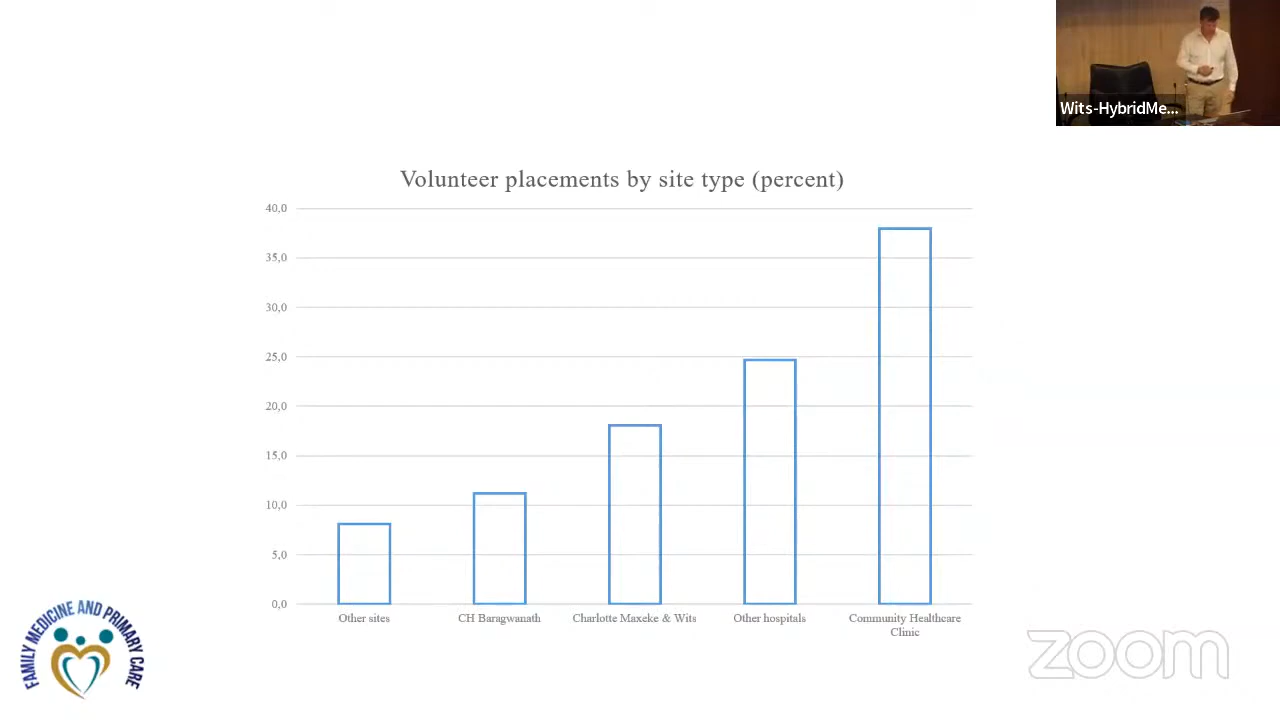 Wits-HybridMe...
Volunteer placements by site type (percent)
40,0
35,0
30,0
25,0
20,0
15,0
10,0
5,0
0,0
Other sites
CH Baragwanath
Charlotte Maxeke & Wits
Other hospitals
Community Healthcare
Clinic
FAMILY MEDICINE AND PRIMARY CARE
zoom